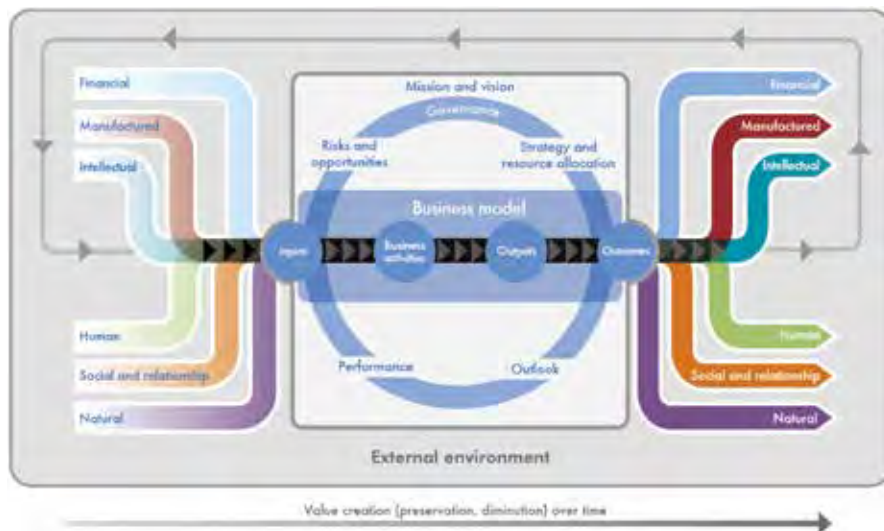 Financial
Manufactured
Intellectual
Human
Social and relationship
Natural
Mission and vision
Governance
Risks and
opportunities
Strategy and
resource allocation
Business model
Inputs
Business
activities
Outputs
Outcomes
Performance
Outlook
Financial
Manufactured
Intellectual
Human
Social and relationship
Natural
External environment
Value creation (preservation, diminution) over time